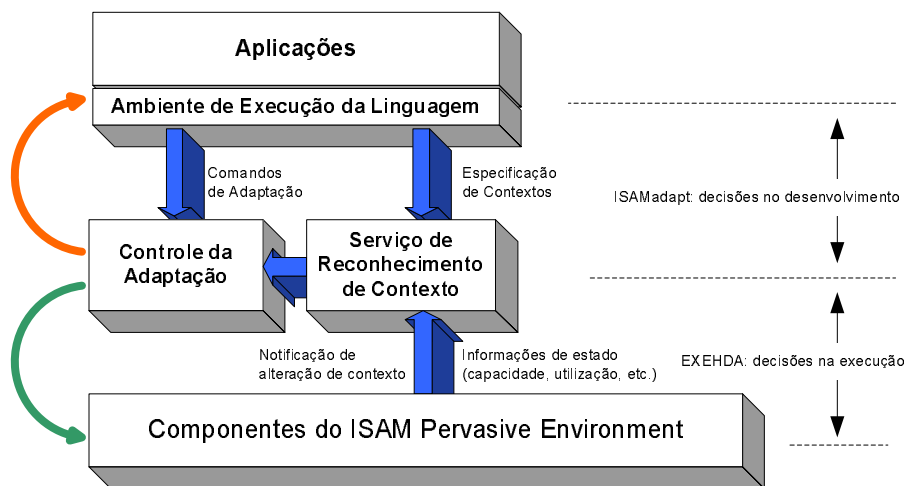 Aplicações
Ambiente de Execução da Linguagem
Comandos
de Adaptação
Especificação
de Contextos
ISAMadapt: decisões no desenvolvimento
Controle da
Adaptação
Serviço de
Reconhecimento
de Contexto
Notificação de
alteração de contexto
Informações de estado
(capacidade, utilização, etc.)
EXEHDA: decisões na execução
Componentes do ISAM Pervasive Environment